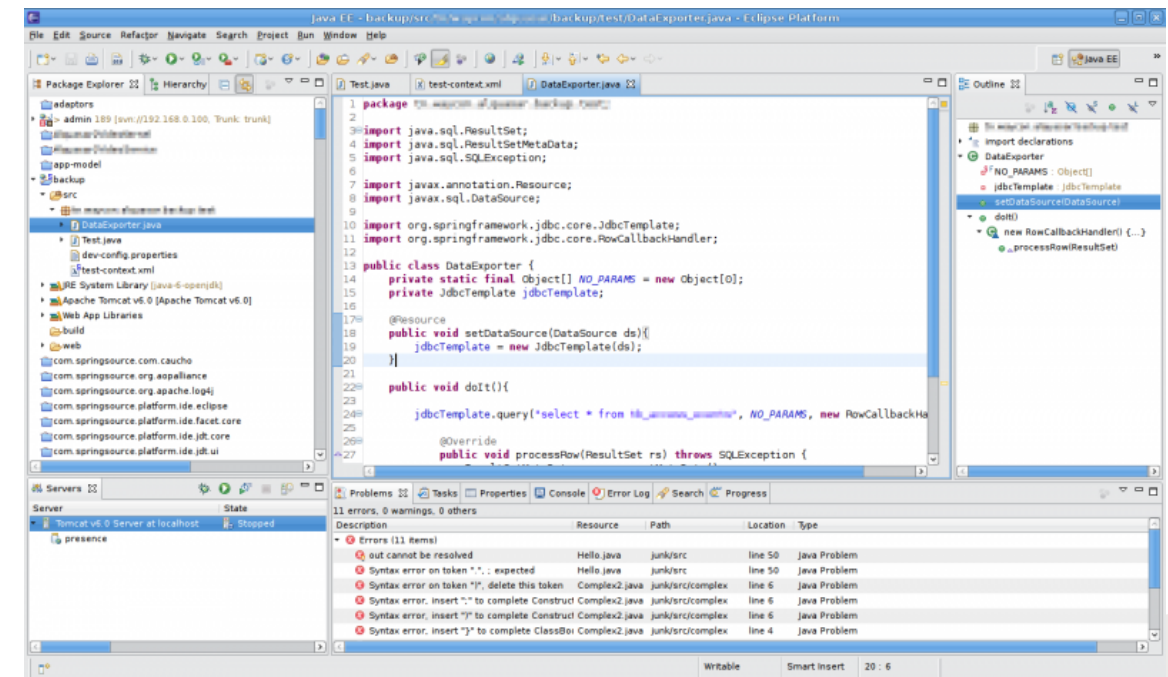 Java EE - backup/src/ /backup/test/DataExporter.java - Eclipse Platform
File Edit Source Refactor Navigate Search Project Run Window Help
Java EE
Package Explorer Hierarchy
adaptors
> admin 189 [svn://192.168.0.100, Trunk: trunk]
app-model
backup
src
DataExporter.java
Test.java
dev-config.properties
test-context.xml
JRE System Library [java-6-openjdk]
Apache Tomcat v6.0 [Apache Tomcat v6.0]
Web App Libraries
build
web
com.springsource.com.caucho
com.springsource.org.aopalliance
com.springsource.org.apache.log4j
com.springsource.platform.ide.eclipse
com.springsource.platform.ide.facet.core
com.springsource.platform.ide.jdt.core
com.springsource.platform.ide.jdt.ui
Test.java test-context.xml DataExporter.java
1 package
2
3 import java.sql.ResultSet;
4 import java.sql.ResultSetMetaData;
5 import java.sql.SQLException;
6
7 import javax.annotation.Resource;
8 import javax.sql.DataSource;
9
10 import org.springframework.jdbc.core.JdbcTemplate;
11 import org.springframework.jdbc.core.RowCallbackHandler;
12
13 public class DataExporter {
14 private static final Object[] NO_PARAMS = new Object[0];
15 private JdbcTemplate jdbcTemplate;
16
17 @Resource
18 public void setDataSource(DataSource ds){
19 jdbcTemplate = new JdbcTemplate(ds);
20 }
21
22 public void doIt(){
23
24 jdbcTemplate.query("select * from ", NO_PARAMS, new RowCallbackHa
25
26 @Override
27 public void processRow(ResultSet rs) throws SQLException {
Outline
import declarations
DataExporter
NO_PARAMS : Object[]
jdbcTemplate : JdbcTemplate
setDataSource(DataSource)
doIt()
new RowCallbackHandler() {...}
processRow(ResultSet)
Servers
Server State
Tomcat v6.0 Server at localhost Stopped
presence
Problems Tasks Properties Console Error Log Search Progress
11 errors, 0 warnings, 0 others
Description Resource Path Location Type
Errors (11 items)
out cannot be resolved Hello.java junk/src line 50 Java Problem
Syntax error on token ".", ; expected Hello.java junk/src line 50 Java Problem
Syntax error on token ")", delete this token Complex2.java junk/src/complex line 6 Java Problem
Syntax error, insert ";" to complete Construct Complex2.java junk/src/complex line 6 Java Problem
Syntax error, insert ")" to complete Construct Complex2.java junk/src/complex line 6 Java Problem
Syntax error, insert "}" to complete ClassBo Complex2.java junk/src/complex line 4 Java Problem
Writable Smart Insert 20 : 6